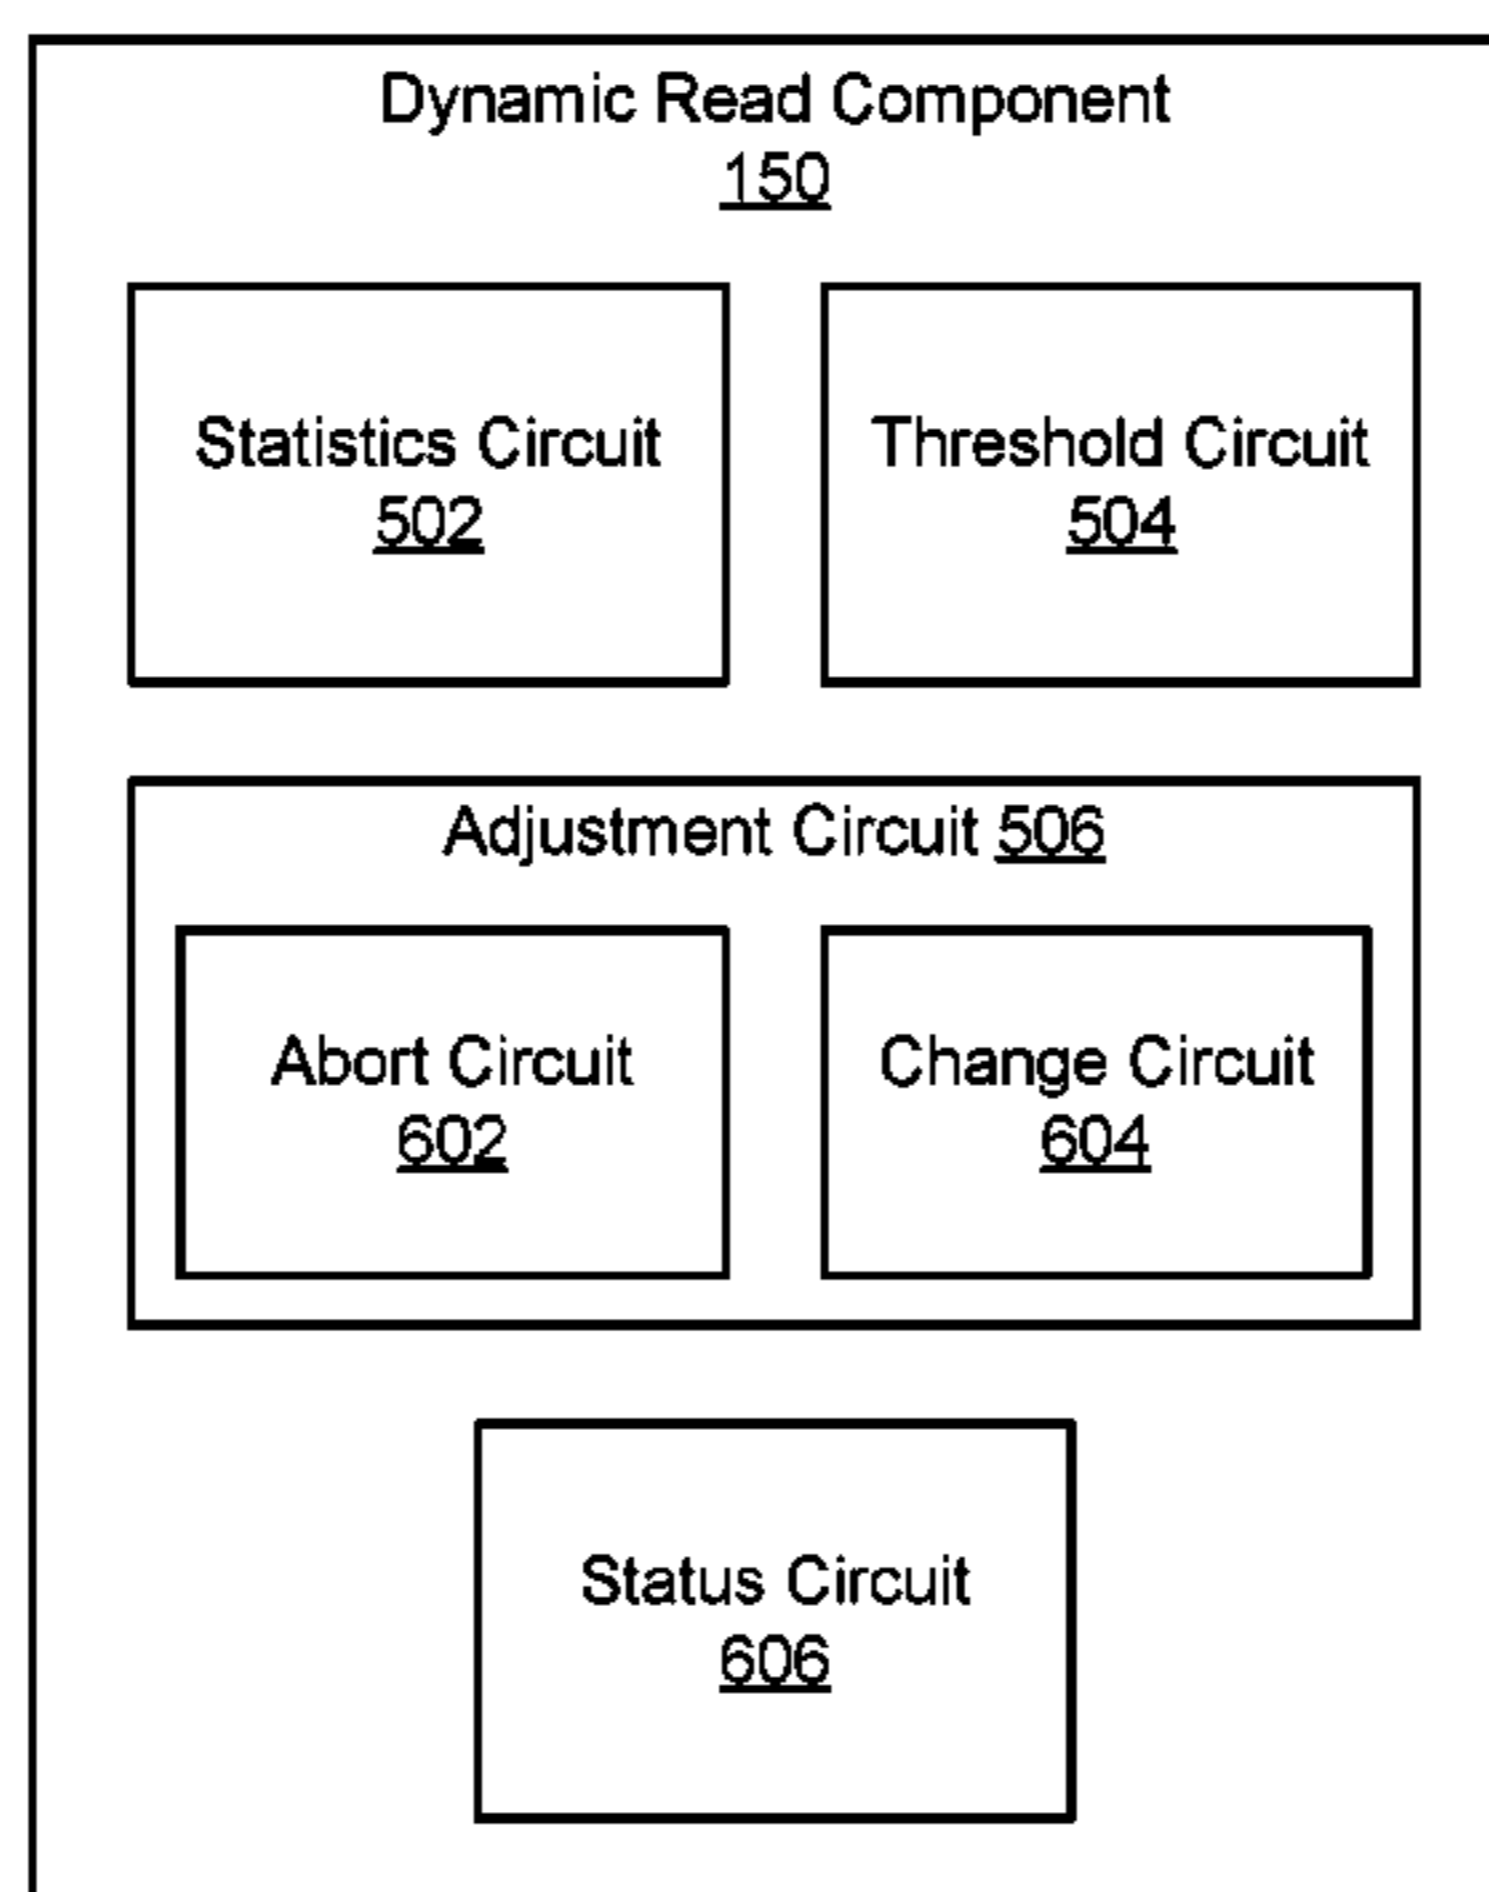 Dynamic Read Component
150
Statistics Circuit
502
Threshold Circuit
504
Adjustment Circuit 506
Abort Circuit
602
Change Circuit
604
Status Circuit
606